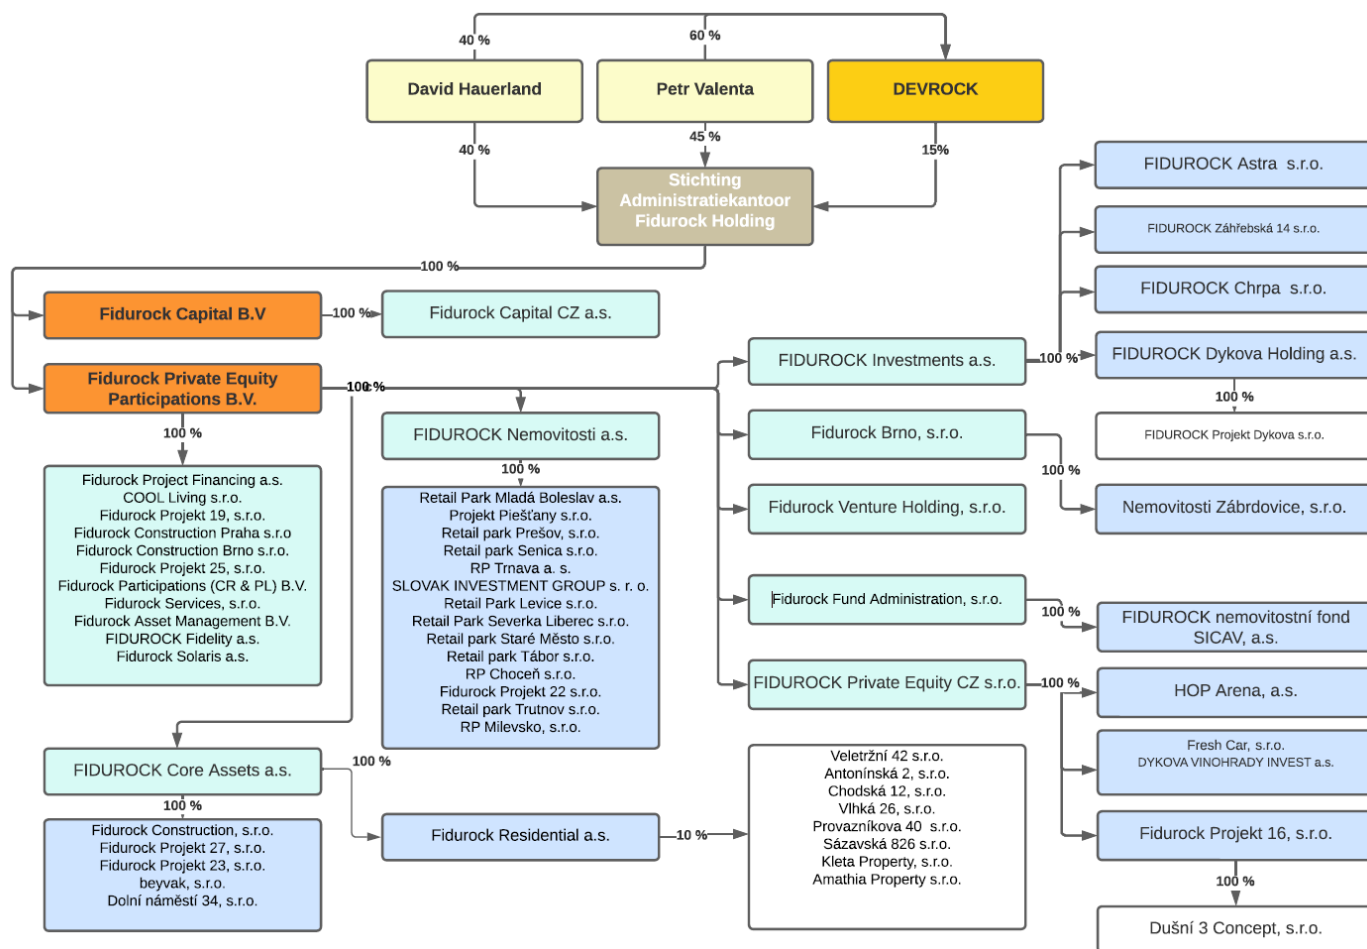 40 %
60 %
David Hauerland
Petr Valenta
DEVROCK
40 %
45 %
15%
Stichting
Administratiekantoor
Fidurock Holding
100 %
Fidurock Capital B.V
100 %
Fidurock Capital CZ a.s.
Fidurock Private Equity
Participations B.V.
100 %
100 %
Fidurock Project Financing a.s.
COOL Living s.r.o.
Fidurock Projekt 19, s.r.o.
Fidurock Construction Praha s.r.o
Fidurock Construction Brno s.r.o.
Fidurock Projekt 25, s.r.o.
Fidurock Participations (CR & PL) B.V.
Fidurock Services, s.r.o.
Fidurock Asset Management B.V.
FIDUROCK Fidelity a.s.
Fidurock Solaris a.s.
FIDUROCK Nemovitosti a.s.
100 %
Retail Park Mladá Boleslav a.s.
Projekt Piešťany s.r.o.
Retail park Prešov, s.r.o.
Retail park Senica s.r.o.
RP Trnava a. s.
SLOVAK INVESTMENT GROUP s. r. o.
Retail Park Levice s.r.o.
Retail Park Severka Liberec s.r.o.
Retail park Staré Město s.r.o.
Retail park Tábor s.r.o.
RP Choceň s.r.o.
Fidurock Projekt 22 s.r.o.
Retail park Trutnov s.r.o.
RP Milevsko, s.r.o.
FIDUROCK Core Assets a.s.
100 %
100 %
Fidurock Construction, s.r.o.
Fidurock Projekt 27, s.r.o.
Fidurock Projekt 23, s.r.o.
beyvak, s.r.o.
Dolní náměstí 34, s.r.o.
Fidurock Residential a.s.
10 %
Veletržní 42 s.r.o.
Antonínská 2, s.r.o.
Chodská 12, s.r.o.
Vlhká 26, s.r.o.
Provazníkova 40 s.r.o.
Sázavská 826 s.r.o.
Kleta Property, s.r.o.
Amathia Property s.r.o.
FIDUROCK Investments a.s.
100 %
FIDUROCK Astra s.r.o.
FIDUROCK Záhřebská 14 s.r.o.
FIDUROCK Chrpa s.r.o.
FIDUROCK Dykova Holding a.s.
100 %
FIDUROCK Projekt Dykova s.r.o.
Fidurock Brno, s.r.o.
100 %
Nemovitosti Zábrdovice, s.r.o.
Fidurock Venture Holding, s.r.o.
Fidurock Fund Administration, s.r.o.
100 %
FIDUROCK nemovitostní fond
SICAV, a.s.
FIDUROCK Private Equity CZ s.r.o.
100 %
HOP Arena, a.s.
Fresh Car, s.r.o.
DYKOVA VINOHRADY INVEST a.s.
Fidurock Projekt 16, s.r.o.
100 %
Dušní 3 Concept, s.r.o.